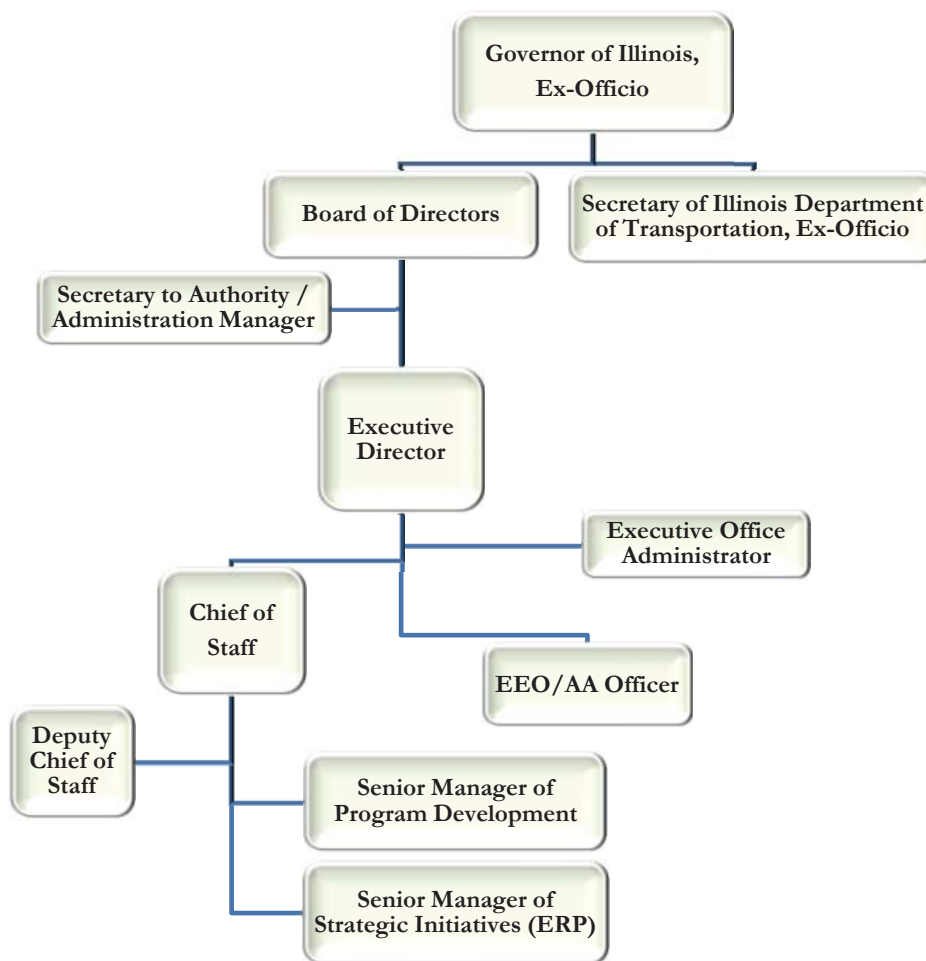 Governor of Illinois,
Ex-Officio
Board of Directors
Secretary of Illinois Department
of Transportation, Ex-Officio
Secretary to Authority /
Administration Manager
Executive
Director
Executive Office
Administrator
Chief of
Staff
EEO/AA Officer
Deputy
Chief of
Staff
Senior Manager of
Program Development
Senior Manager of
Strategic Initiatives (ERP)